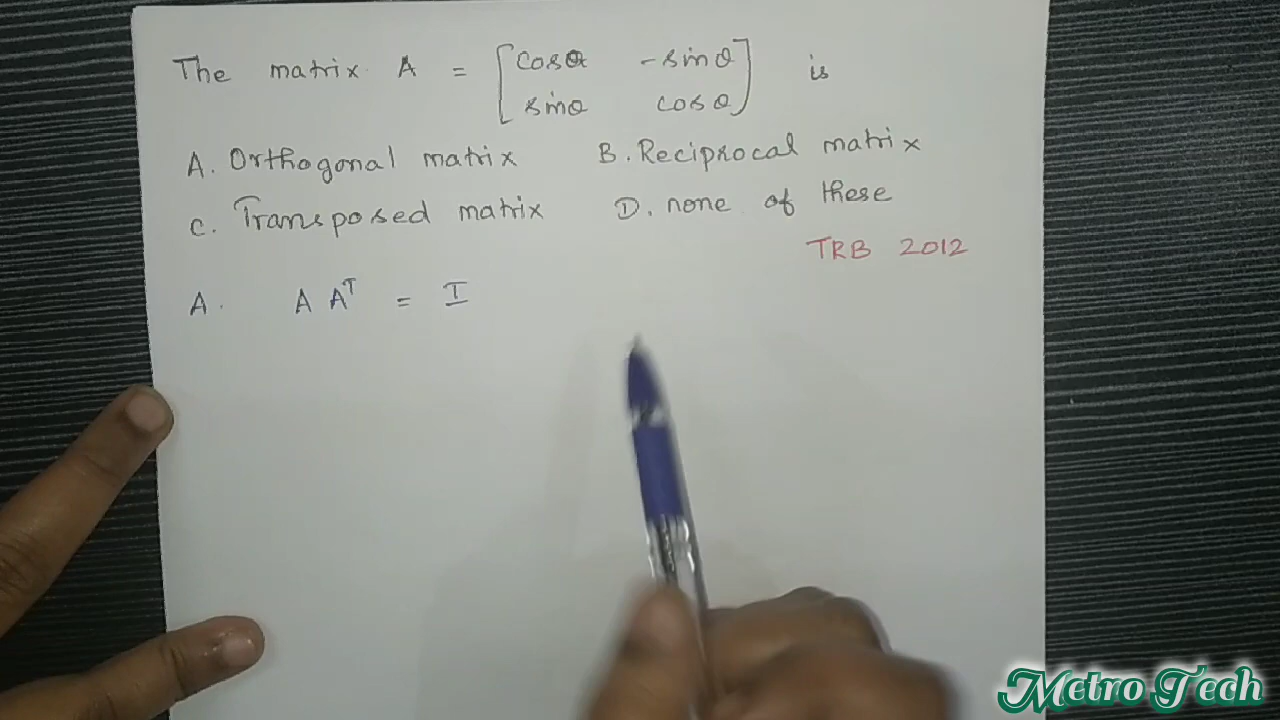 The matrix A = [cosθ -sinθ
sinθ cosθ] is
A. Orthogonal matrix B. Reciprocal matrix
C. Transposed matrix D. none of these
TRB 2012
A. A Aᵀ = I
Metro Tech